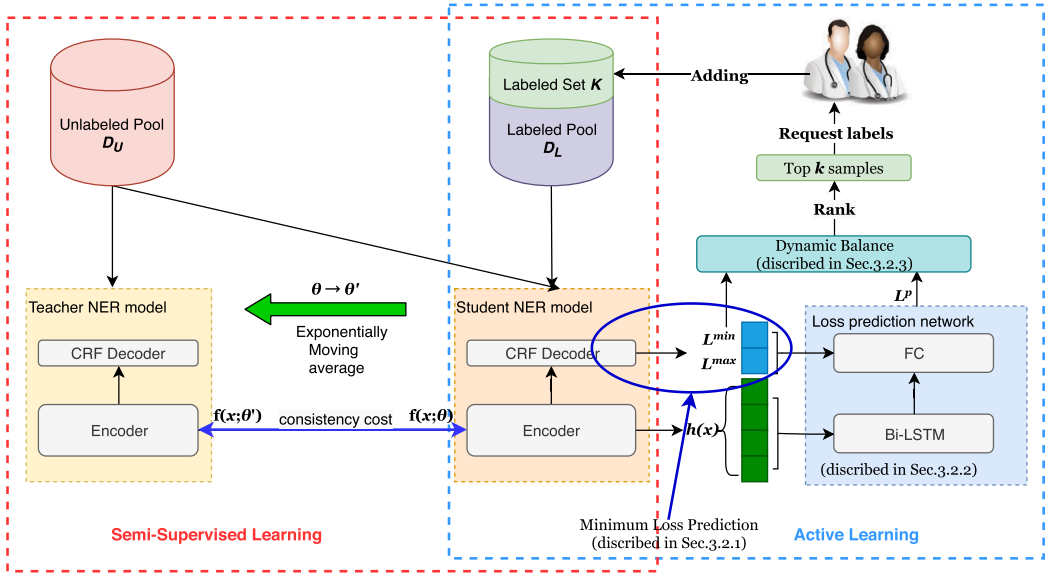 Unlabeled Pool
D_U
Labeled Set K
Labeled Pool
D_L
Adding
Request labels
Top k samples
Rank
Dynamic Balance
(discribed in Sec.3.2.3)
L^p
Teacher NER model
CRF Decoder
Encoder
θ → θ'
Exponentially
Moving
average
f(x;θ')
consistency cost
f(x;θ)
Student NER model
CRF Decoder
Encoder
L^min
L^max
h(x)
Loss prediction network
FC
Bi-LSTM
(discribed in Sec.3.2.2)
Minimum Loss Prediction
(discribed in Sec.3.2.1)
Semi-Supervised Learning
Active Learning